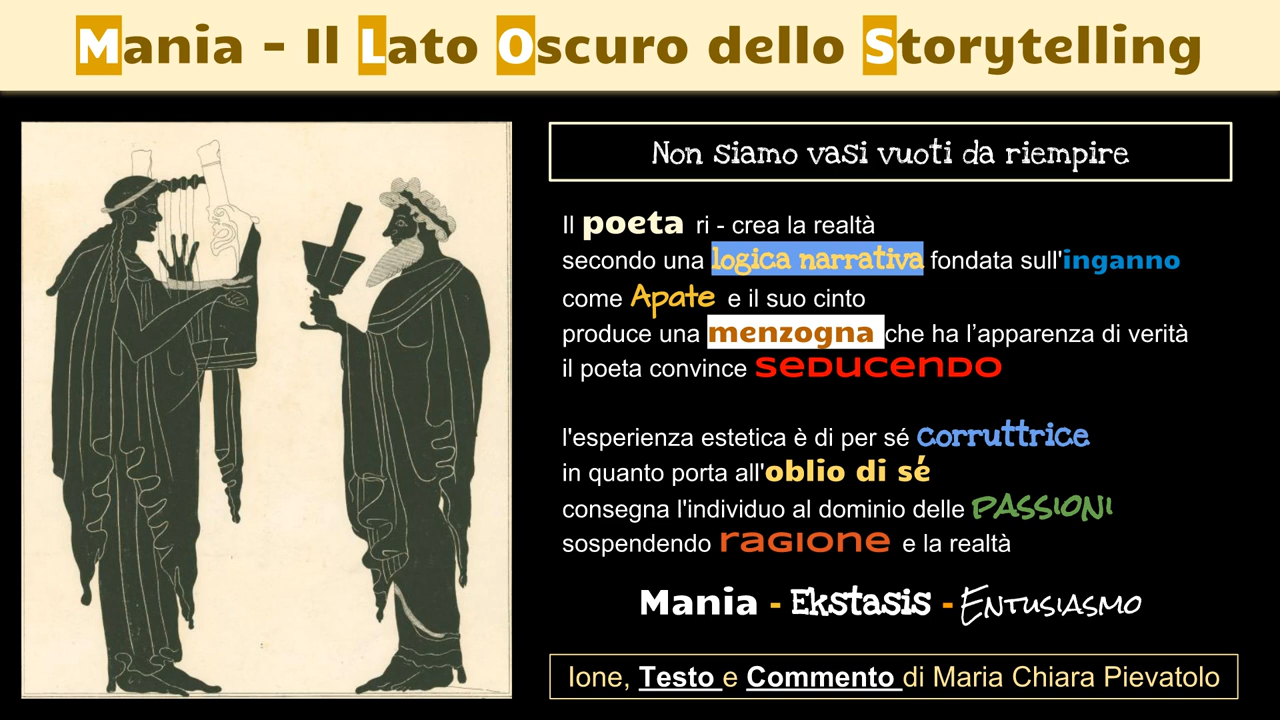 Mania - Il Lato Oscuro dello Storytelling
Non siamo vasi vuoti da riempire
Il poeta ri - crea la realtà
secondo una logica narrativa fondata sull'inganno
come Apate e il suo cinto
produce una menzogna che ha l’apparenza di verità
il poeta convince seducendo
l'esperienza estetica è di per sé corruttrice
in quanto porta all'oblio di sé
consegna l'individuo al dominio delle passioni
sospendendo ragione e la realtà
Mania - Ekstasis - Entusiasmo
Ione, Testo e Commento di Maria Chiara Pievatolo